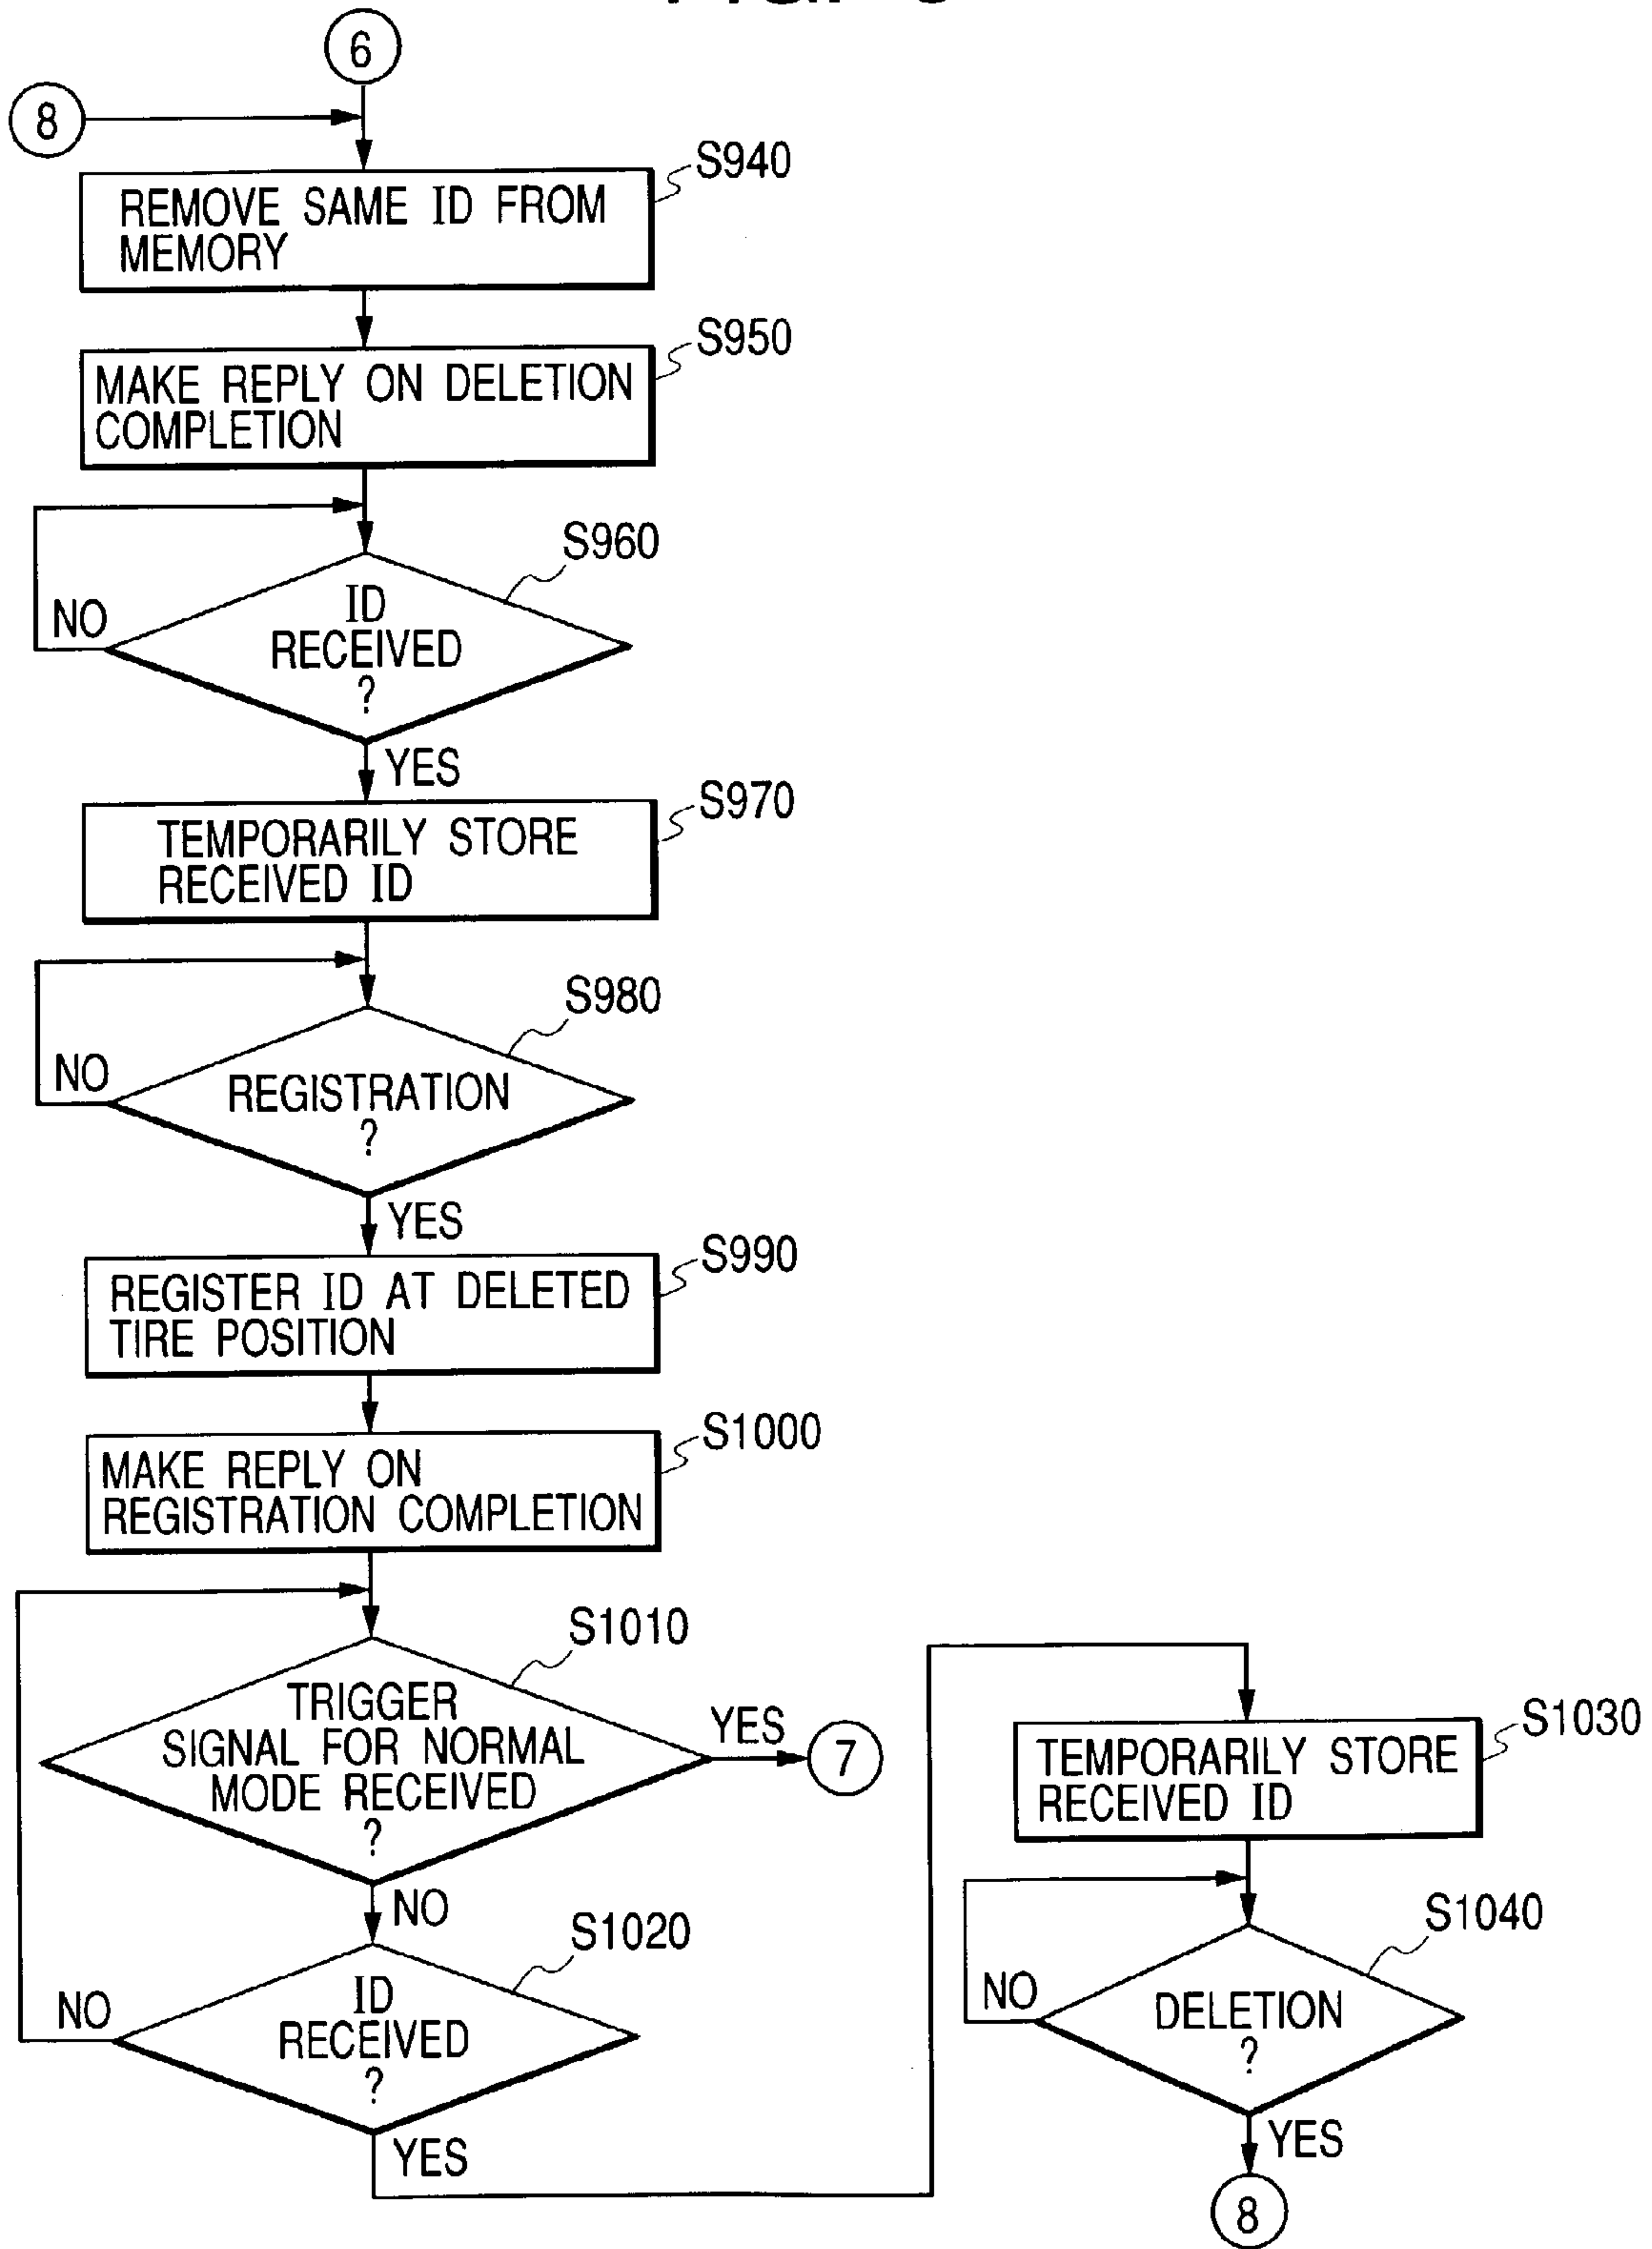 6
8
S940
REMOVE SAME ID FROM
MEMORY
S950
MAKE REPLY ON DELETION
COMPLETION
S960
ID
RECEIVED
?
NO
YES
S970
TEMPORARILY STORE
RECEIVED ID
S980
REGISTRATION
?
NO
YES
S990
REGISTER ID AT DELETED
TIRE POSITION
S1000
MAKE REPLY ON
REGISTRATION COMPLETION
S1010
TRIGGER
SIGNAL FOR NORMAL
MODE RECEIVED
?
YES
7
NO
S1020
ID
RECEIVED
?
NO
YES
S1030
TEMPORARILY STORE
RECEIVED ID
S1040
DELETION
?
NO
YES
8